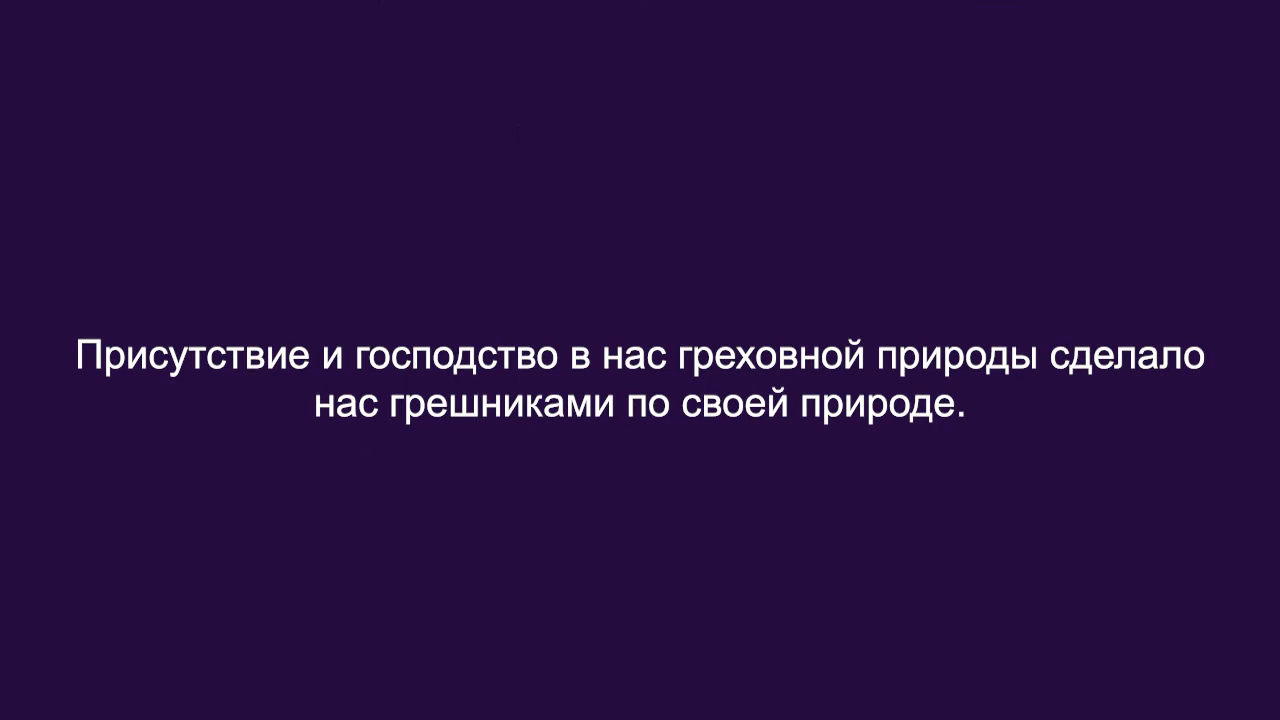 Присутствие и господство в нас греховной природы сделало
нас грешниками по своей природе.